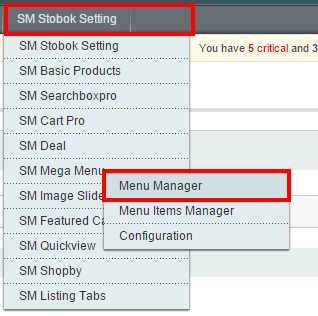 SM Stobok Setting
You have 5 critical and 3
SM Stobok Setting
SM Basic Products
SM Searchboxpro
SM Cart Pro
SM Deal
SM Mega Menu
Menu Manager
SM Image Slide
Menu Items Manager
SM Featured Ca
Configuration
SM Quickview
SM Shopby
SM Listing Tabs